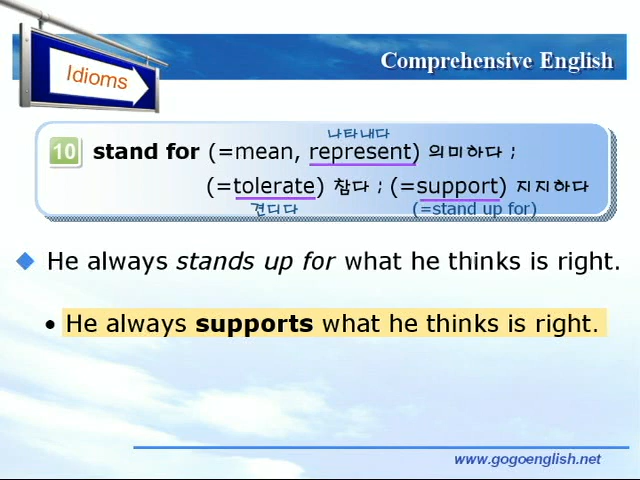 Idioms
Comprehensive English
나타내다
10 stand for (=mean, represent) 의미하다 ;
(=tolerate) 참다 ; (=support) 지지하다
견디다 (=stand up for)
◆ He always stands up for what he thinks is right.
• He always supports what he thinks is right.
www.gogoenglish.net